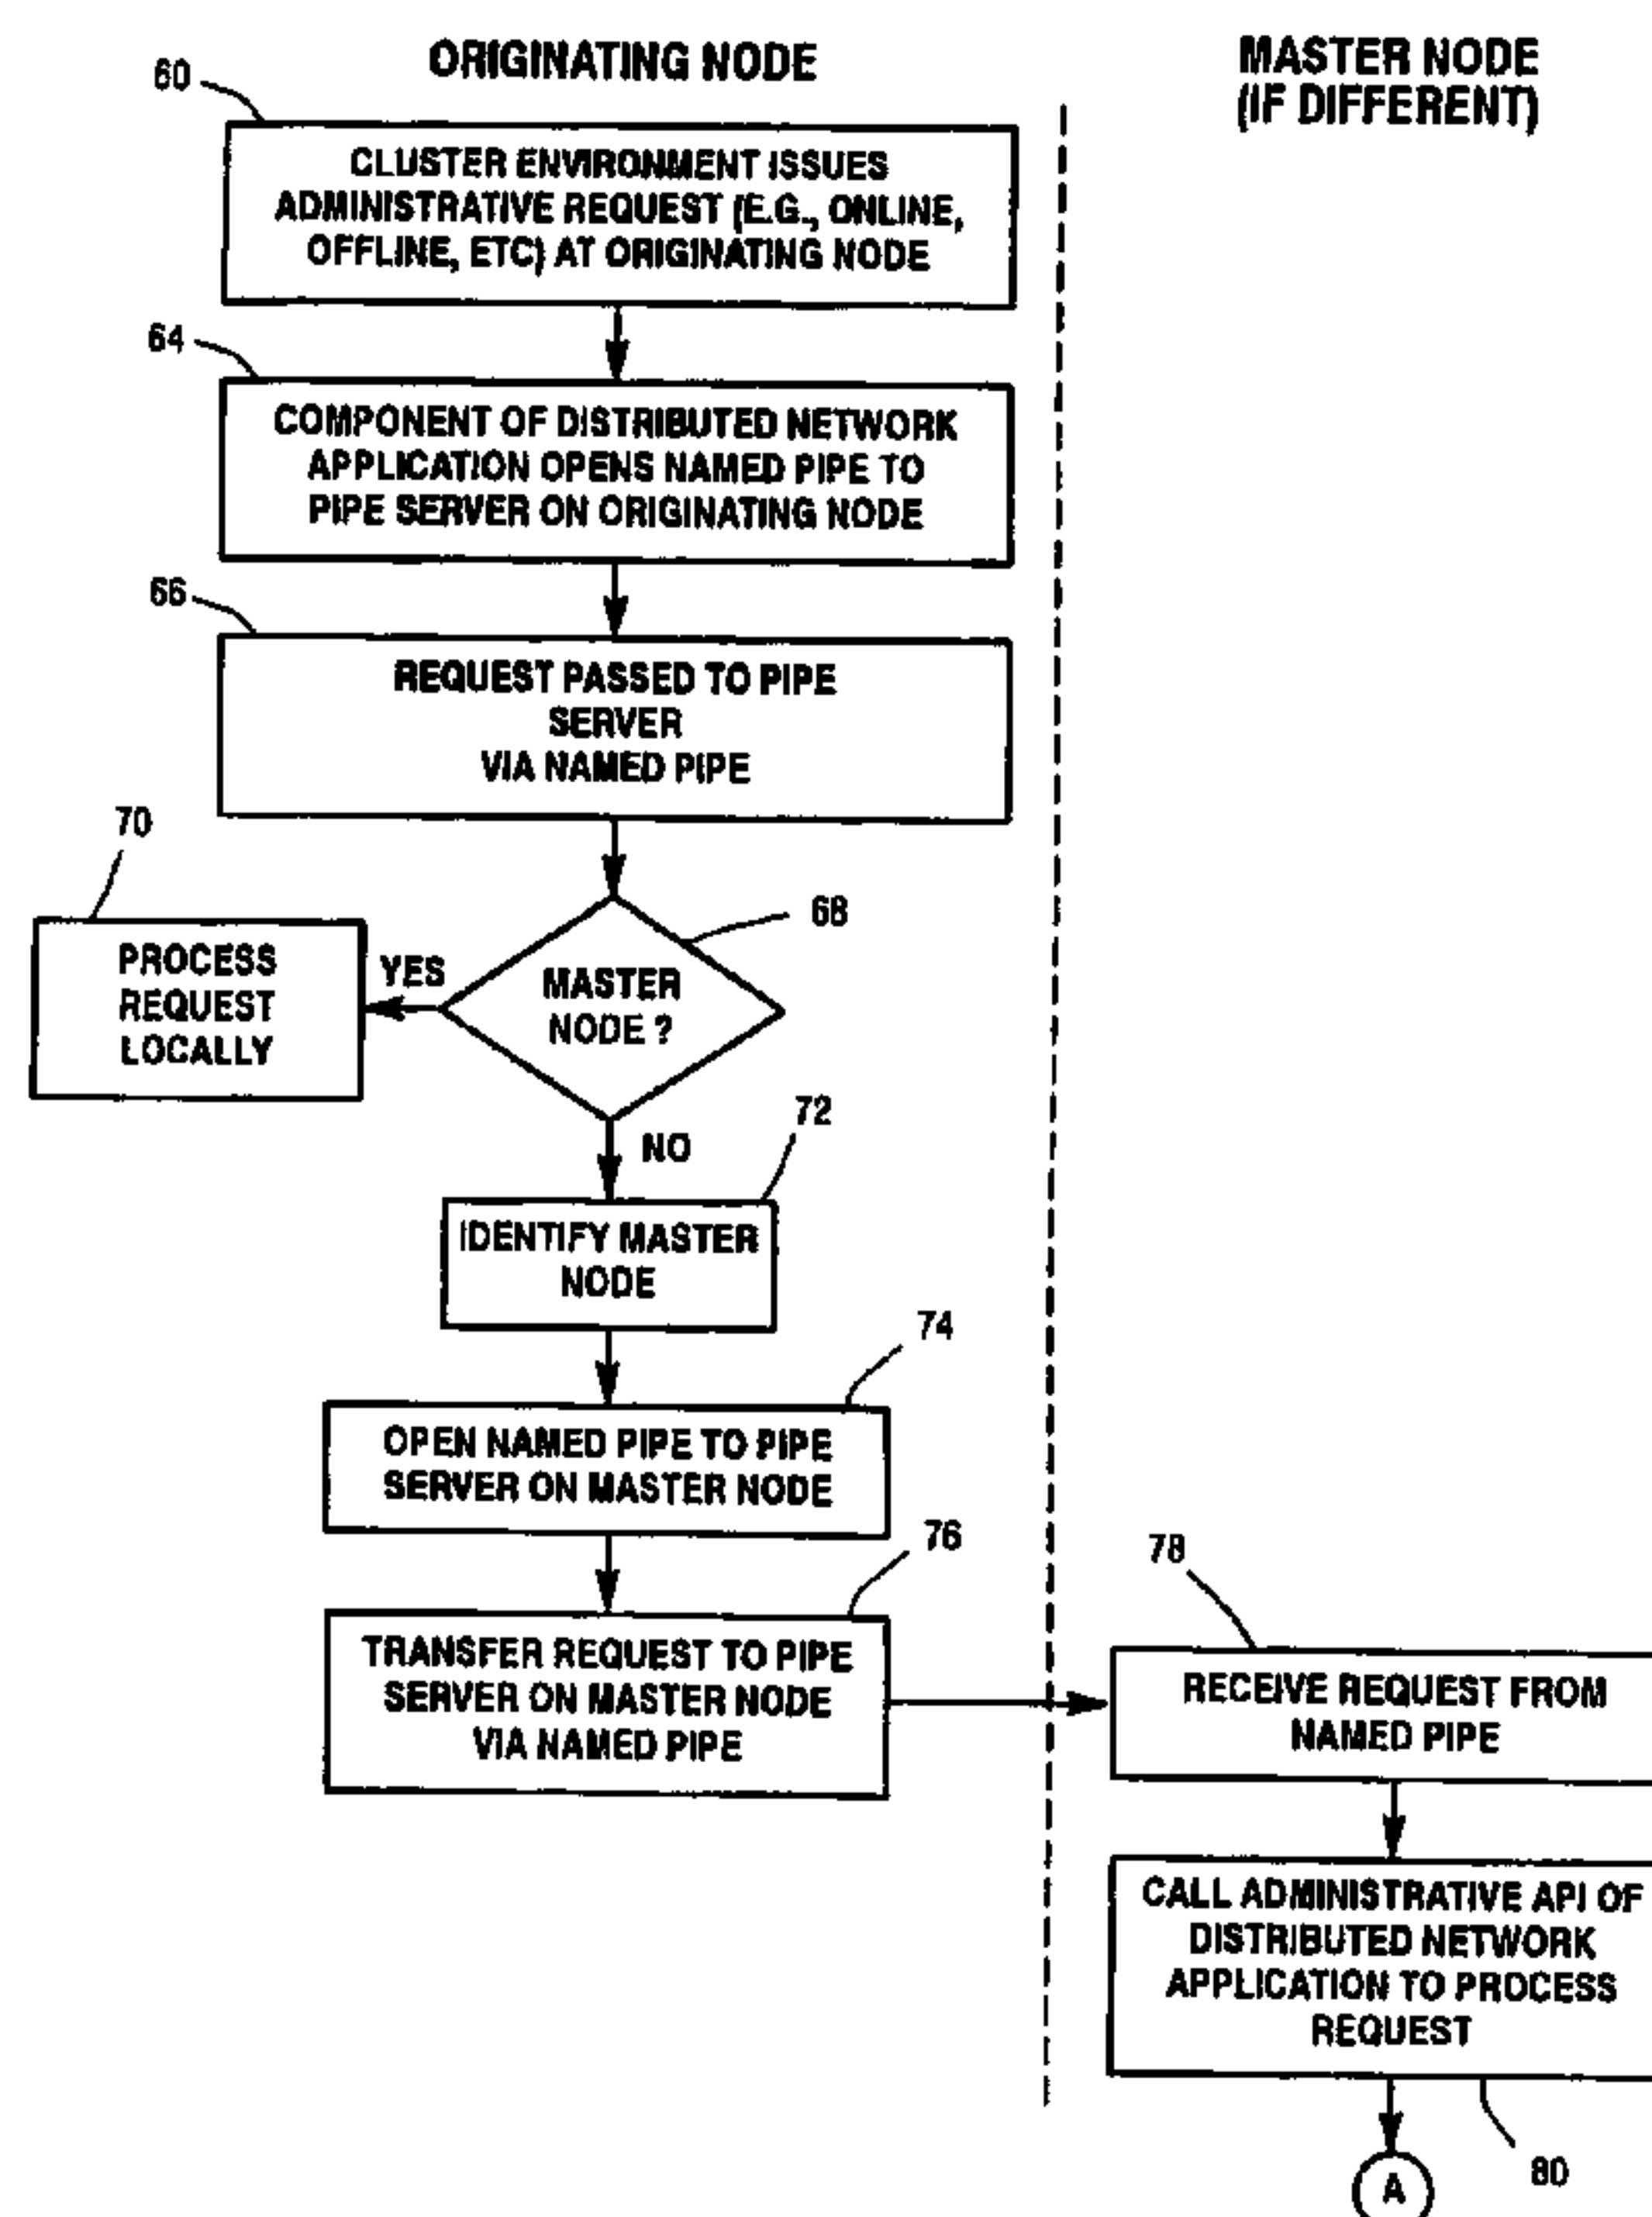 ORIGINATING NODE
MASTER NODE
(IF DIFFERENT)
60
CLUSTER ENVIRONMENT ISSUES
ADMINISTRATIVE REQUEST (E.G., ONLINE,
OFFLINE, ETC) AT ORIGINATING NODE
64
COMPONENT OF DISTRIBUTED NETWORK
APPLICATION OPENS NAMED PIPE TO
PIPE SERVER ON ORIGINATING NODE
66
REQUEST PASSED TO PIPE
SERVER
VIA NAMED PIPE
70
68
PROCESS
REQUEST
LOCALLY
YES
MASTER
NODE ?
NO
72
IDENTIFY MASTER
NODE
74
OPEN NAMED PIPE TO PIPE
SERVER ON MASTER NODE
76
TRANSFER REQUEST TO PIPE
SERVER ON MASTER NODE
VIA NAMED PIPE
78
RECEIVE REQUEST FROM
NAMED PIPE
CALL ADMINISTRATIVE API OF
DISTRIBUTED NETWORK
APPLICATION TO PROCESS
REQUEST
80
A